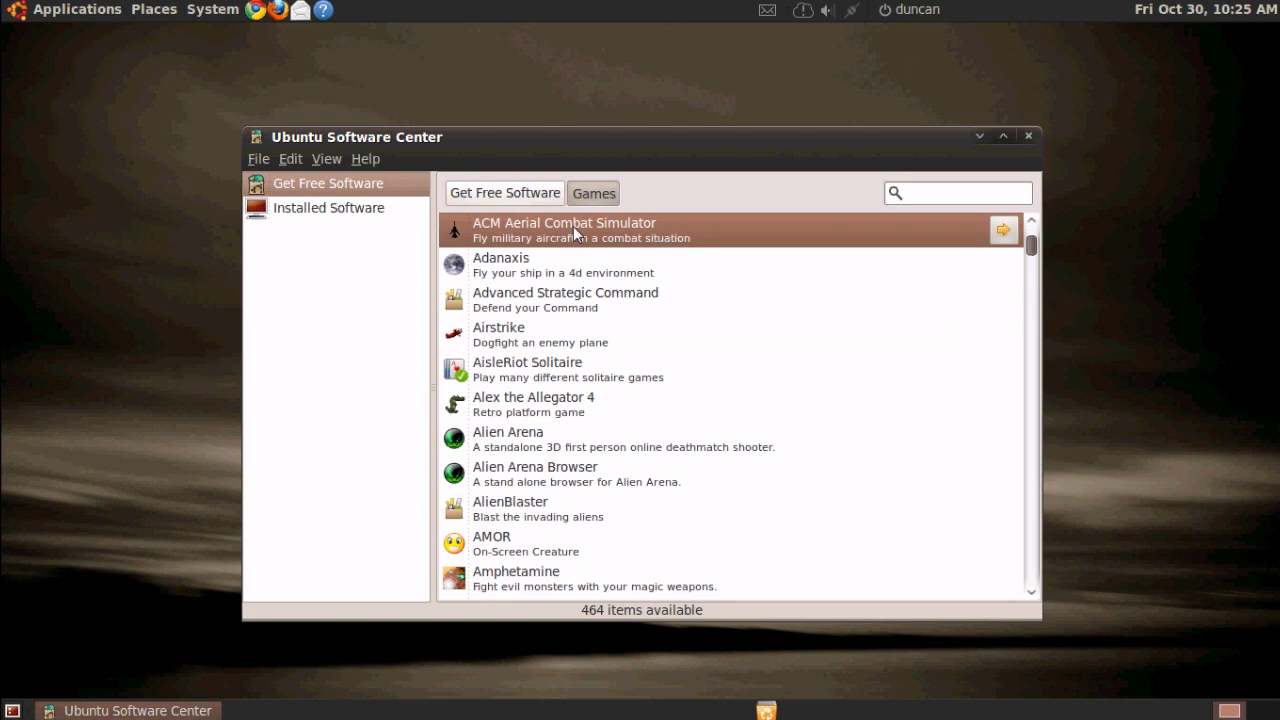 Applications Places System duncan Fri Oct 30, 10:25 AM
Ubuntu Software Center
File Edit View Help
Get Free Software
Installed Software
Get Free Software Games
ACM Aerial Combat Simulator
Fly military aircraft in a combat situation
Adanaxis
Fly your ship in a 4d environment
Advanced Strategic Command
Defend your Command
Airstrike
Dogfight an enemy plane
AisleRiot Solitaire
Play many different solitaire games
Alex the Allegator 4
Retro platform game
Alien Arena
A standalone 3D first person online deathmatch shooter.
Alien Arena Browser
A stand alone browser for Alien Arena.
AlienBlaster
Blast the invading aliens
AMOR
On-Screen Creature
Amphetamine
Fight evil monsters with your magic weapons.
464 items available
Ubuntu Software Center